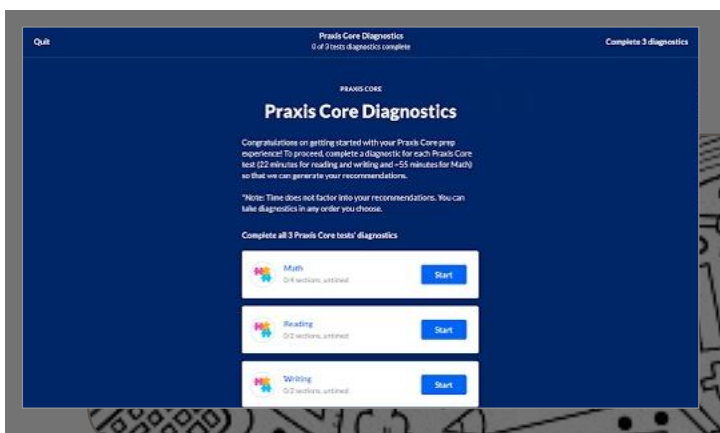 Quit
Praxis Core Diagnostics
0 of 3 tests diagnostics complete
Complete 3 diagnostics
PRAXIS CORE
Praxis Core Diagnostics
Congratulations on getting started with your Praxis Core prep
experience! To proceed, complete a diagnostic for each Praxis Core
test (22 minutes for reading and writing and ~55 minutes for Math)
so that we can generate your recommendations.
*Note: Time does not factor into your recommendations. You can
take diagnostics in any order you choose.
Complete all 3 Praxis Core tests' diagnostics
Math
0/4 sections, untimed
Start
Reading
0/2 sections, untimed
Start
Writing
0/2 sections, untimed
Start